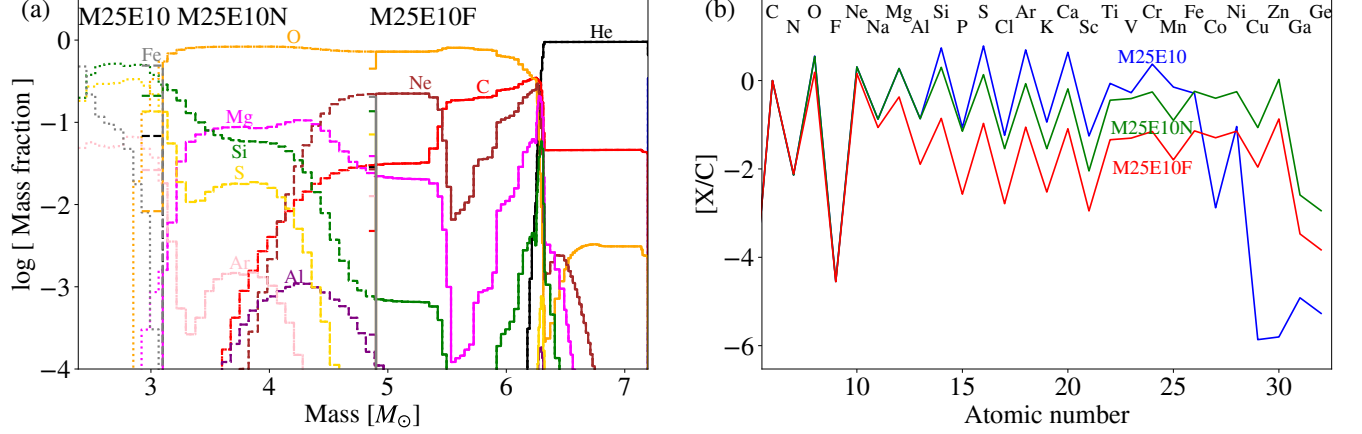 (a)
M25E10 M25E10N M25E10F
0
−1
−2
−3
−4
log [ Mass fraction ]
Fe
O
He
Ne
C
Mg
Si
S
Ar
Al
3 4 5 6 7
Mass [M⊙]
(b)
C O Ne Mg Si S Ar Ca Ti Cr Fe Ni Zn Ge
N F Na Al P Cl K Sc V Mn Co Cu Ga
0
−2
−4
−6
[X/C]
M25E10
M25E10N
M25E10F
10 15 20 25 30
Atomic number